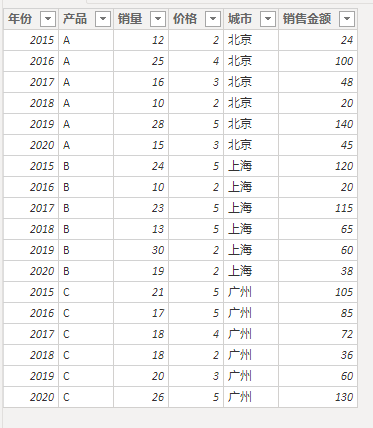 年份 产品 销量 价格 城市 销售金额
2015 A 12 2 北京 24
2016 A 25 4 北京 100
2017 A 16 3 北京 48
2018 A 10 2 北京 20
2019 A 28 5 北京 140
2020 A 15 3 北京 45
2015 B 24 5 上海 120
2016 B 10 2 上海 20
2017 B 23 5 上海 115
2018 B 13 5 上海 65
2019 B 30 2 上海 60
2020 B 19 2 上海 38
2015 C 21 5 广州 105
2016 C 17 5 广州 85
2017 C 18 4 广州 72
2018 C 18 2 广州 36
2019 C 20 3 广州 60
2020 C 26 5 广州 130